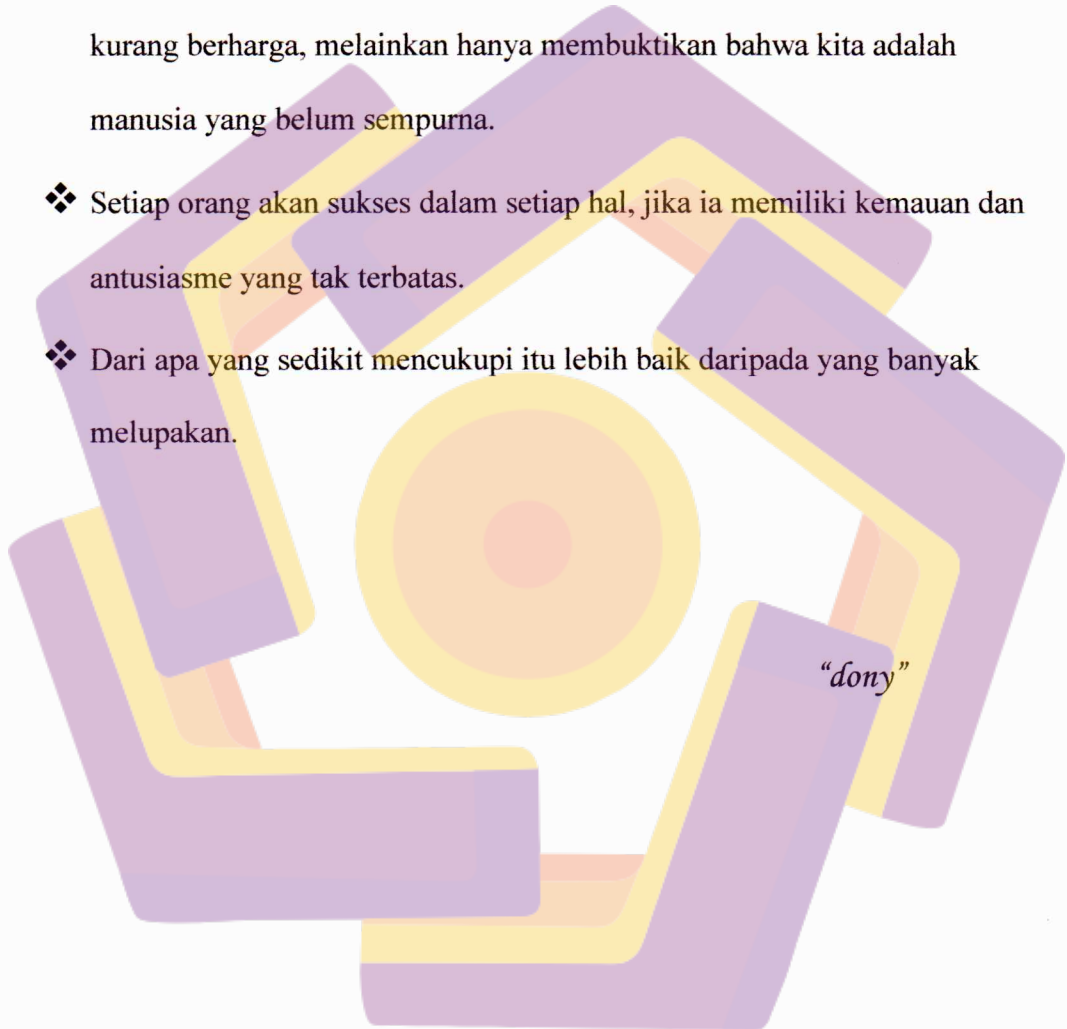 kurang berharga, melainkan hanya membuktikan bahwa kita adalah
manusia yang belum sempurna.
❖ Setiap orang akan sukses dalam setiap hal, jika ia memiliki kemauan dan
antusiasme yang tak terbatas.
❖ Dari apa yang sedikit mencukupi itu lebih baik daripada yang banyak
melupakan.
“dony”